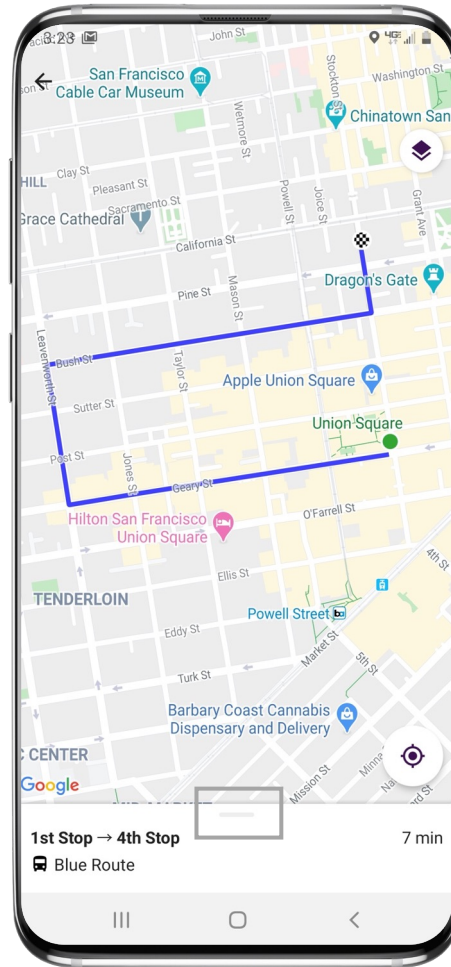 3:23
4GE
John St
San Francisco
Cable Car Museum
Stockton St
Washington St
Wetmore St
Chinatown San
HILL
Clay St
Pleasant St
Sacramento St
Powell St
Joice St
Grant Ave
Grace Cathedral
California St
Dragon's Gate
Pine St
Mason St
Leavenworth St
Bush St
Taylor St
Apple Union Square
Sutter St
Union Square
Post St
Jones St
Geary St
Hilton San Francisco
Union Square
O'Farrell St
4th St
Ellis St
TENDERLOIN
Powell Street
ba
Eddy St
Market St
5th St
Turk St
Barbary Coast Cannabis
Dispensary and Delivery
C CENTER
Minna
Mission St
Google
1st Stop → 4th Stop
7 min
Blue Route